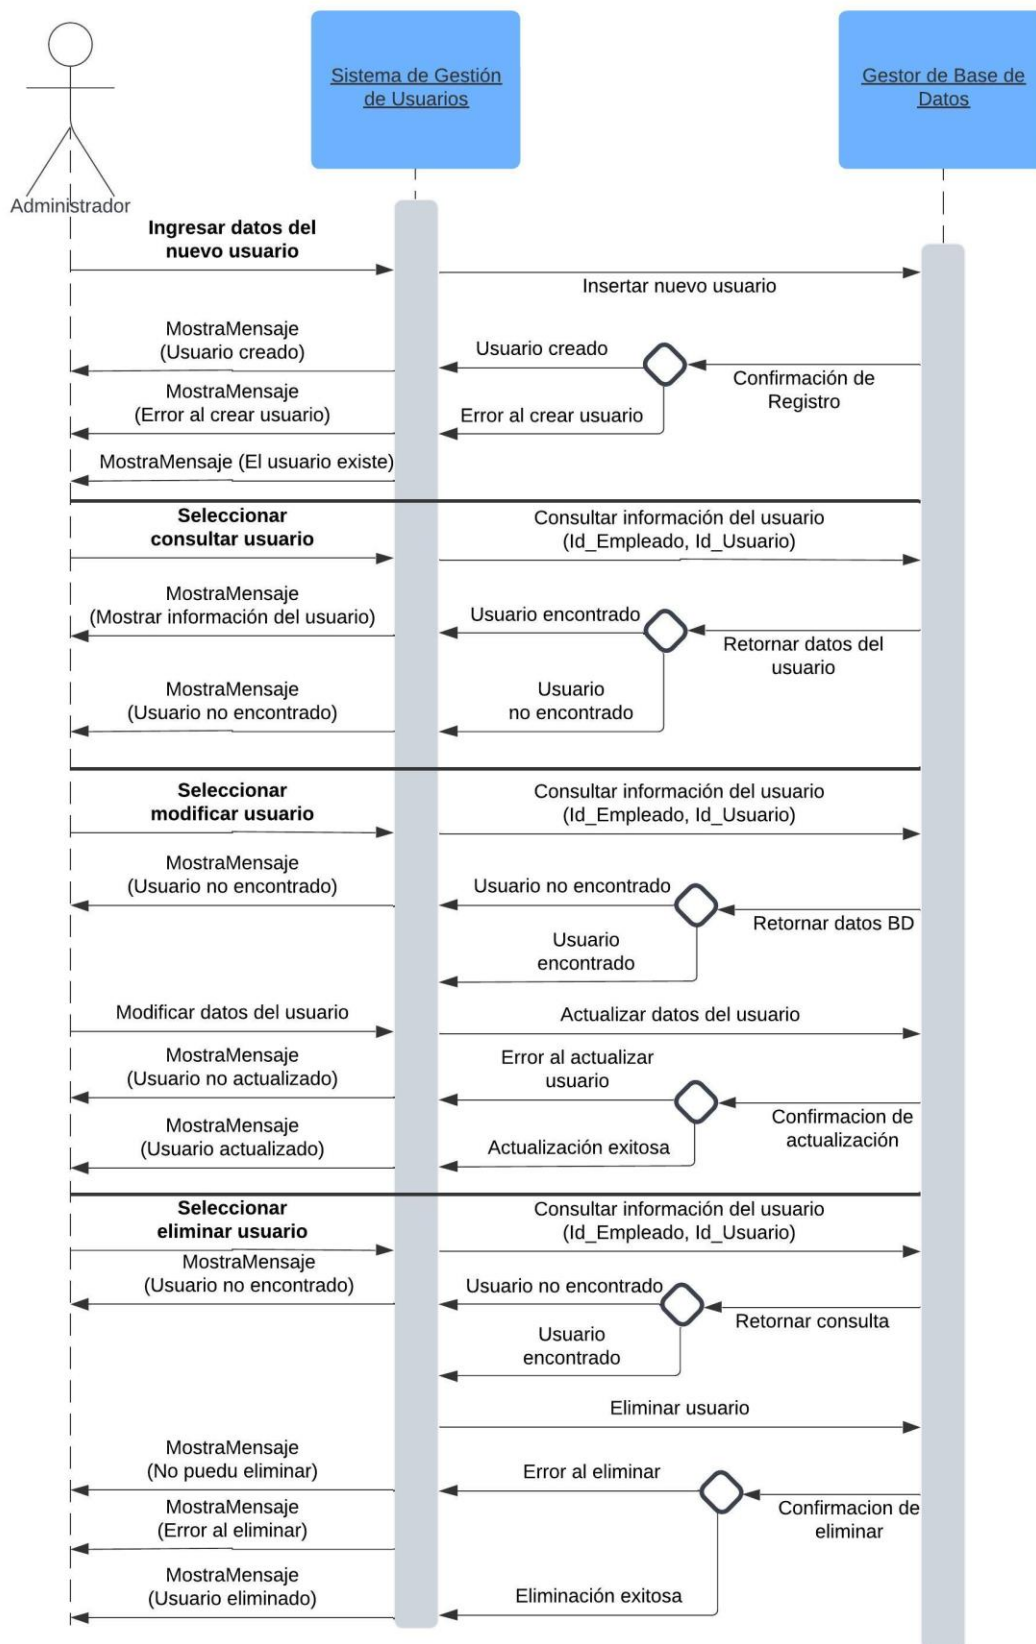 Sistema de Gestión
de Usuarios
Gestor de Base de
Datos
Administrador
Ingresar datos del
nuevo usuario
Insertar nuevo usuario
MostraMensaje
(Usuario creado)
Usuario creado
Confirmación de
Registro
MostraMensaje
(Error al crear usuario)
Error al crear usuario
MostraMensaje (El usuario existe)
Seleccionar
consultar usuario
Consultar información del usuario
(Id_Empleado, Id_Usuario)
MostraMensaje
(Mostrar información del usuario)
Usuario encontrado
Retornar datos del
usuario
MostraMensaje
(Usuario no encontrado)
Usuario
no encontrado
Seleccionar
modificar usuario
Consultar información del usuario
(Id_Empleado, Id_Usuario)
MostraMensaje
(Usuario no encontrado)
Usuario no encontrado
Retornar datos BD
Usuario
encontrado
Modificar datos del usuario
Actualizar datos del usuario
MostraMensaje
(Usuario no actualizado)
Error al actualizar
usuario
Confirmacion de
actualización
MostraMensaje
(Usuario actualizado)
Actualización exitosa
Seleccionar
eliminar usuario
Consultar información del usuario
(Id_Empleado, Id_Usuario)
MostraMensaje
(Usuario no encontrado)
Usuario no encontrado
Retornar consulta
Usuario
encontrado
Eliminar usuario
MostraMensaje
(No puedu eliminar)
Error al eliminar
Confirmacion de
eliminar
MostraMensaje
(Error al eliminar)
MostraMensaje
(Usuario eliminado)
Eliminación exitosa